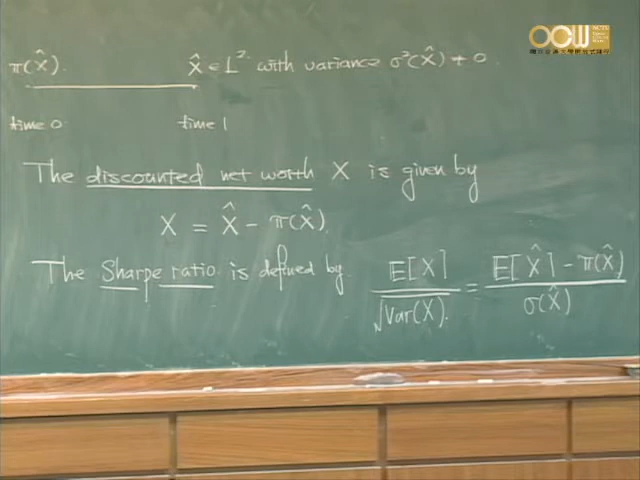 OCW
π(X̂). X̂ ∈ L² with variance σ²(X̂) ≠ 0.
time 0 time 1
The discounted net worth X is given by
X = X̂ - π(X̂).
The Sharpe ratio is defined by E[X] / √Var(X). = E[X̂] - π(X̂) / σ(X̂)